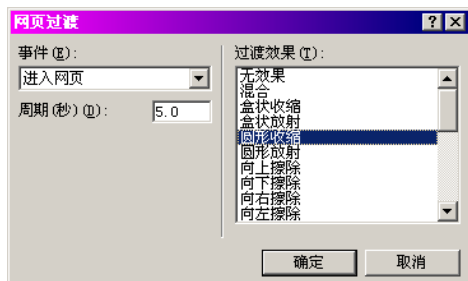 网页过渡
事件(E):
进入网页
周期(秒)(D):
5.0
过渡效果(T):
无效果
混合
盒状收缩
盒状放射
圆形收缩
圆形放射
向上擦除
向下擦除
向右擦除
向左擦除
确定
取消